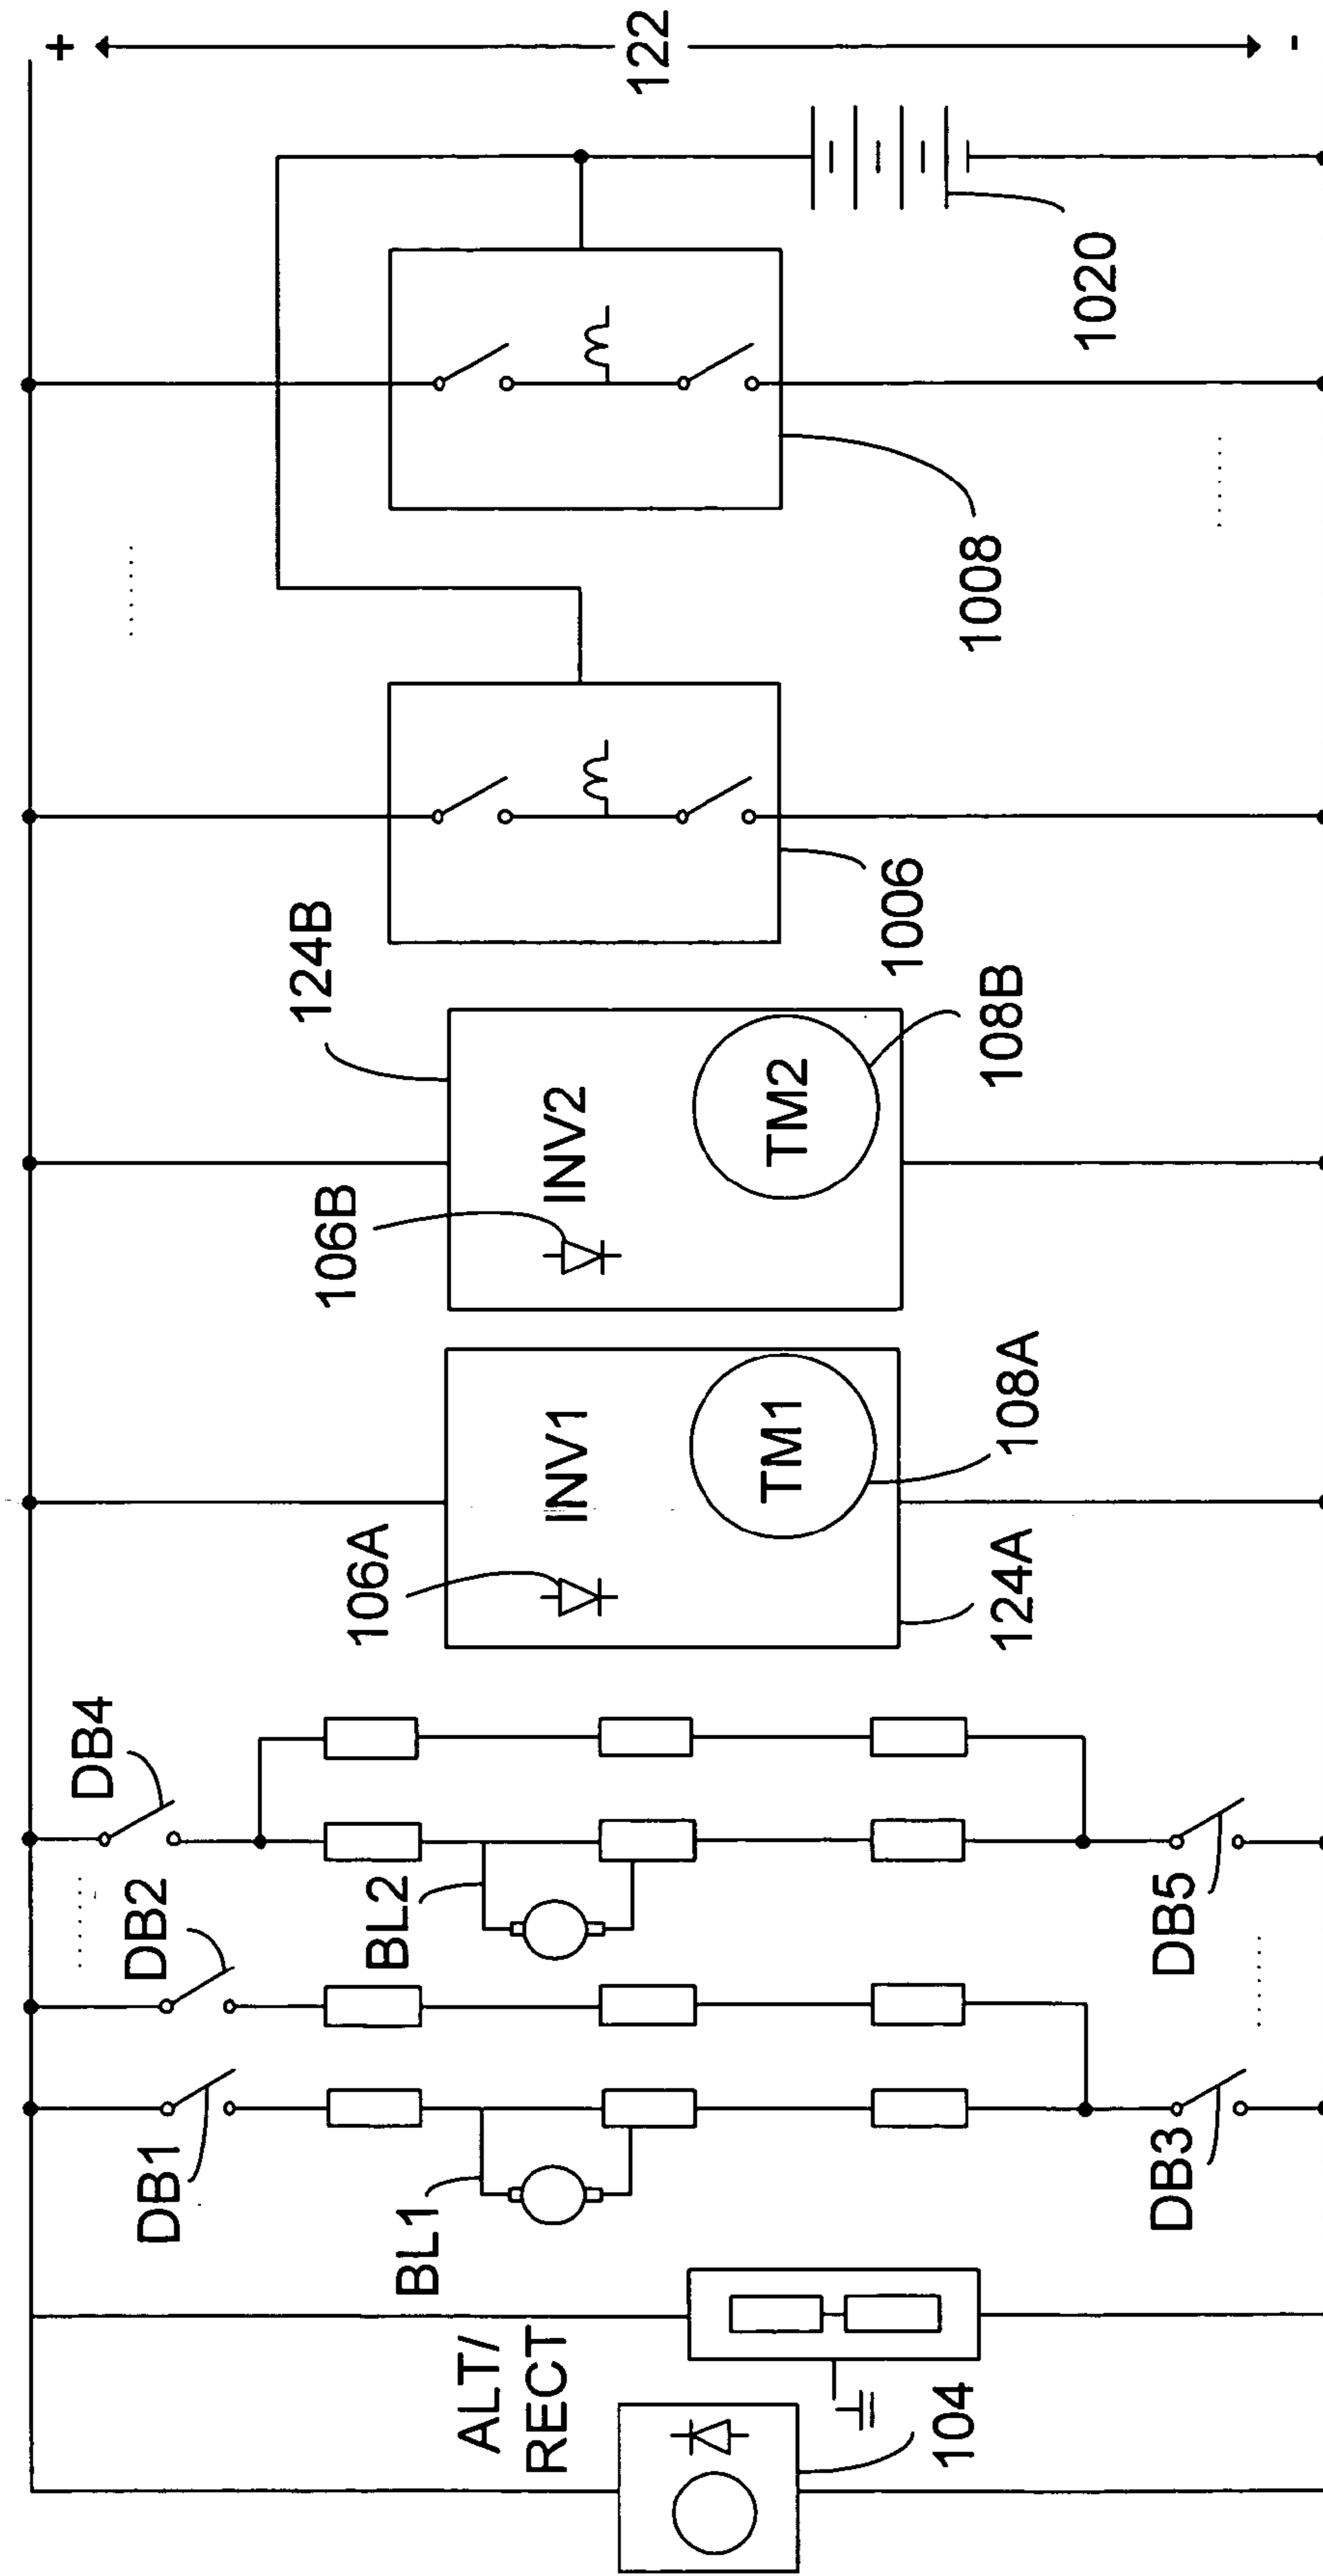 +
122
-
1020
1008
1006
124B
INV2
TM2
108B
106B
INV1
TM1
108A
106A
124A
DB4
DB2
BL2
DB5
DB1
BL1
DB3
ALT/
RECT
104